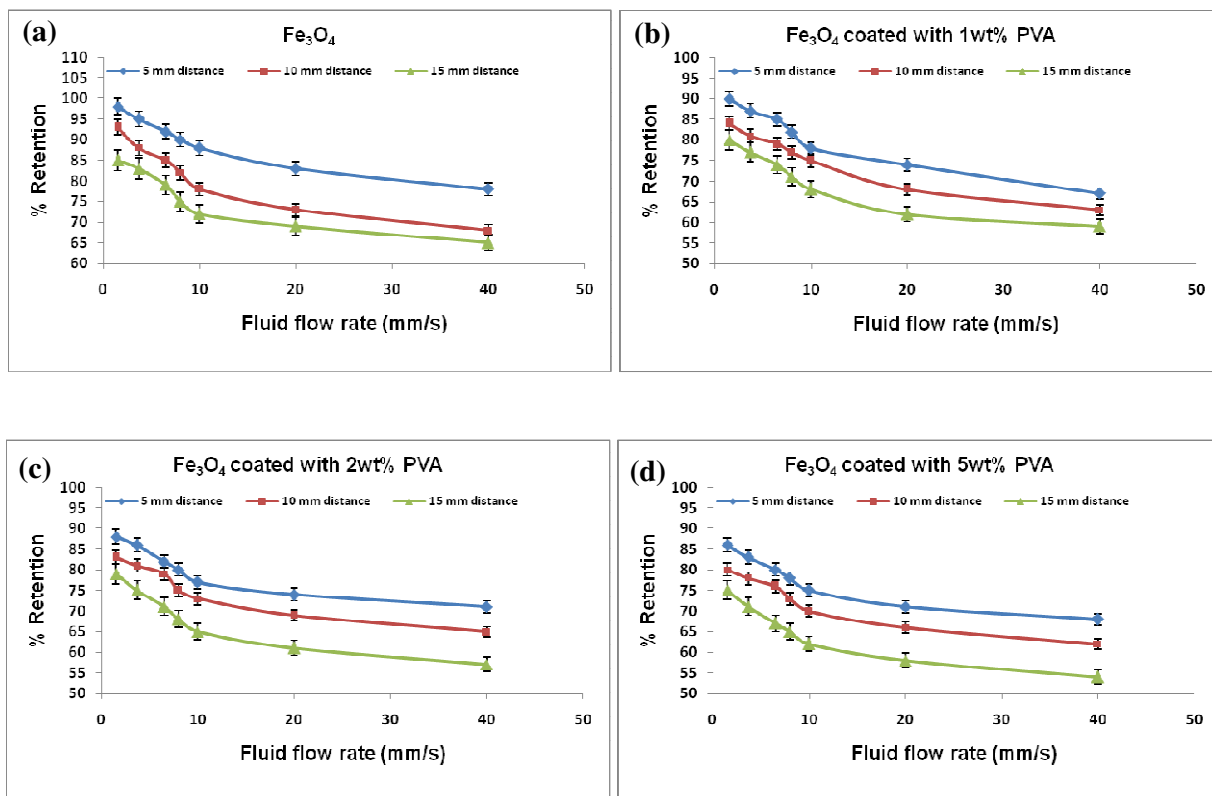 (a)
Fe₃O₄
5 mm distance 10 mm distance 15 mm distance
110
105
100
95
90
85
80
75
70
65
60
% Retention
0 10 20 30 40 50
Fluid flow rate (mm/s)
(b)
Fe₃O₄ coated with 1wt% PVA
5 mm distance 10 mm distance 15 mm distance
100
95
90
85
80
75
70
65
60
55
50
% Retention
0 10 20 30 40 50
Fluid flow rate (mm/s)
(c)
Fe₃O₄ coated with 2wt% PVA
5 mm distance 10 mm distance 15 mm distance
100
95
90
85
80
75
70
65
60
55
50
% Retention
0 10 20 30 40 50
Fluid flow rate (mm/s)
(d)
Fe₃O₄ coated with 5wt% PVA
5 mm distance 10 mm distance 15 mm distance
100
95
90
85
80
75
70
65
60
55
50
% Retention
0 10 20 30 40 50
Fluid flow rate (mm/s)